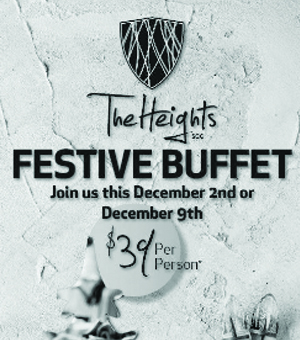 The Heights
FESTIVE BUFFET
Join us this December 2nd or
December 9th
$39 Per
Person*